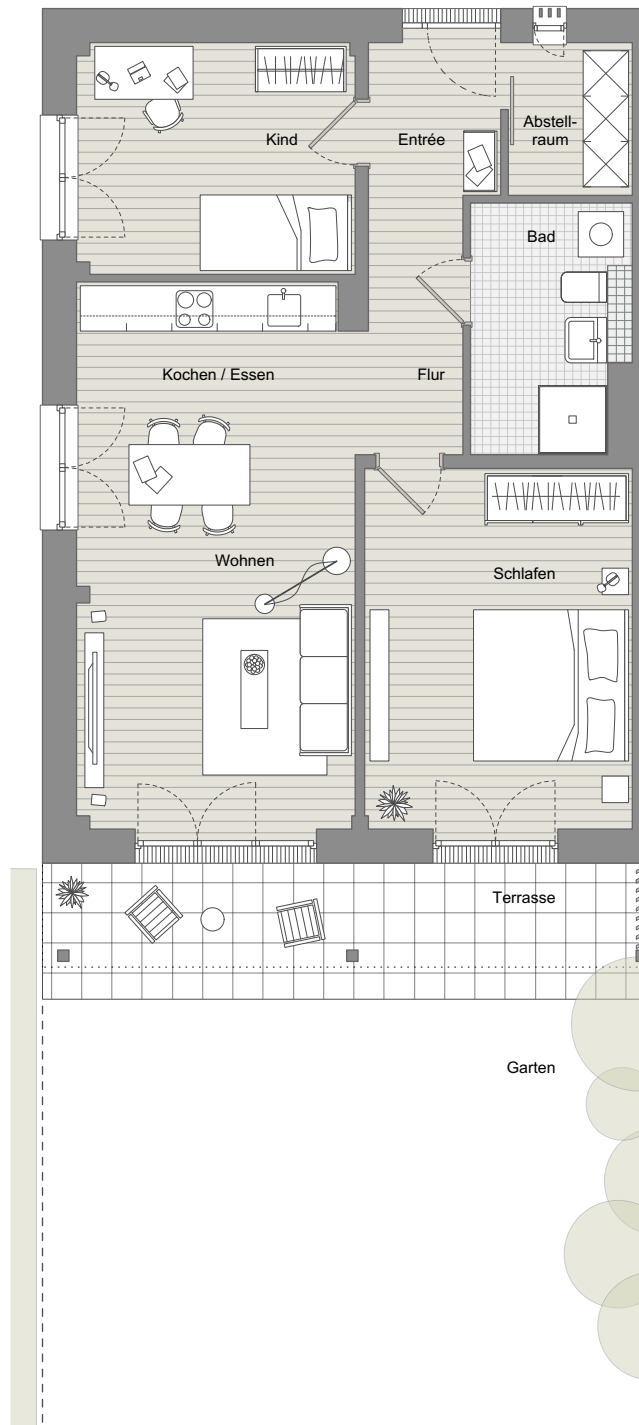 Kind
Entrée
Abstell-
raum
Bad
Kochen / Essen
Flur
Wohnen
Schlafen
Terrasse
Garten